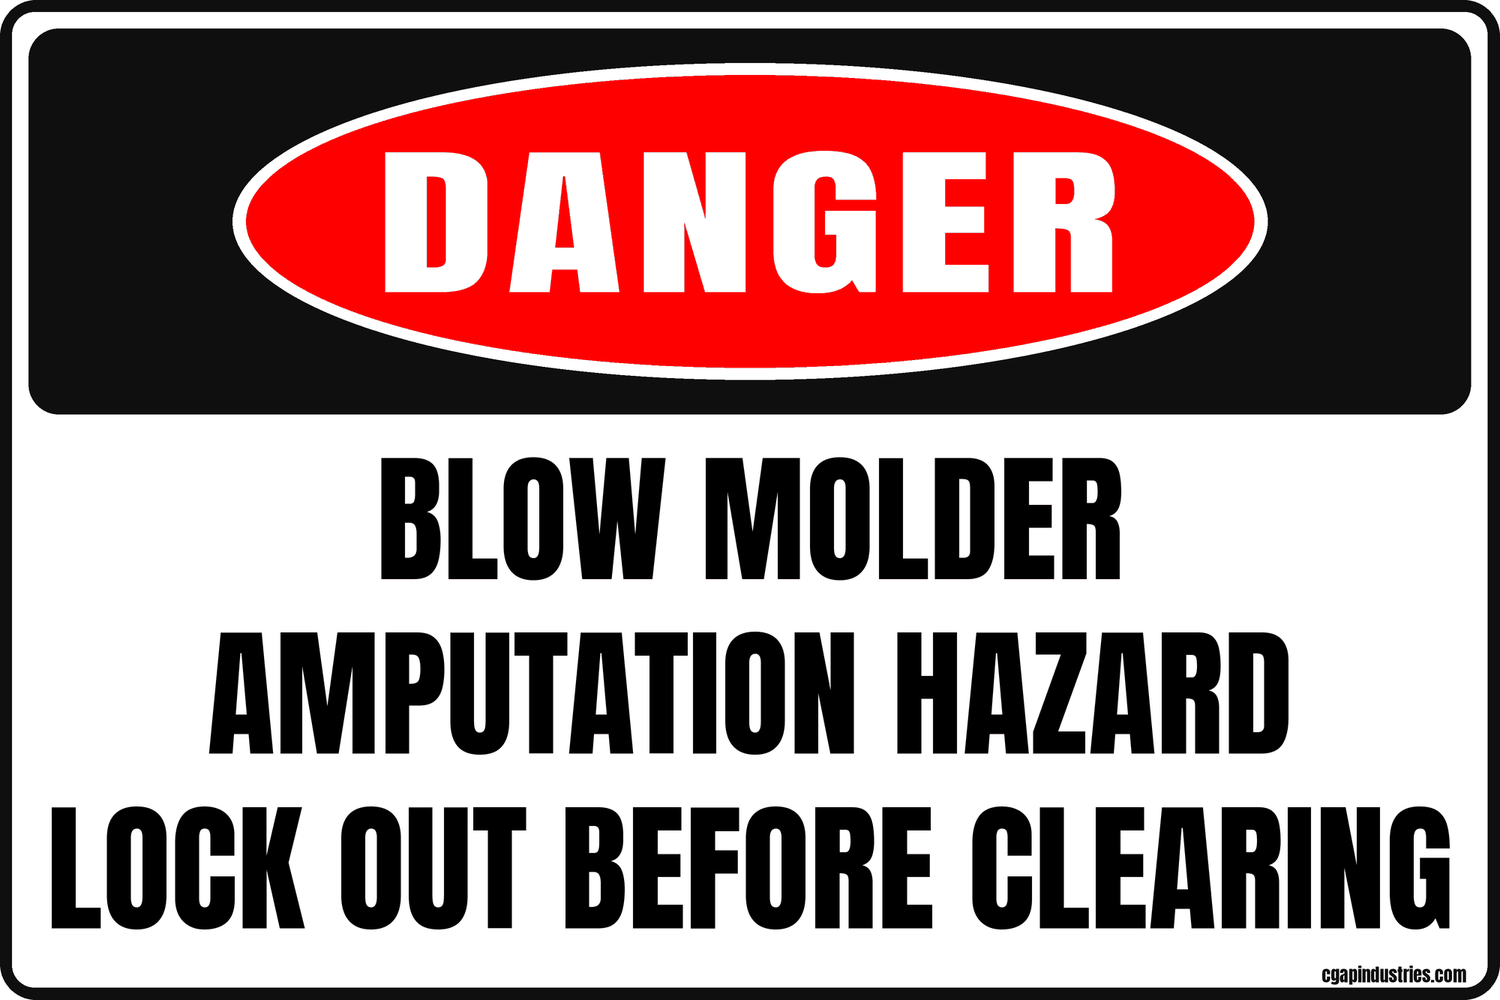 DANGER
BLOW MOLDER
AMPUTATION HAZARD
LOCK OUT BEFORE CLEARING
cgapindustries.com